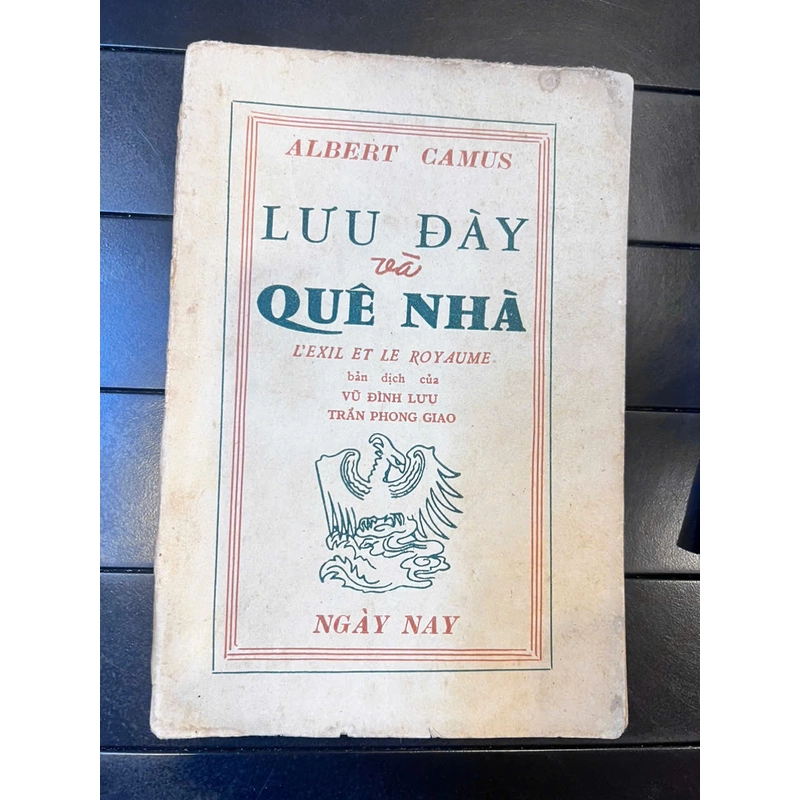 ALBERT CAMUS
LƯU ĐÀY
và
QUÊ NHÀ
L'EXIL ET LE ROYAUME
bản dịch của
VŨ ĐÌNH LƯU
TRẦN PHONG GIAO
NGÀY NAY